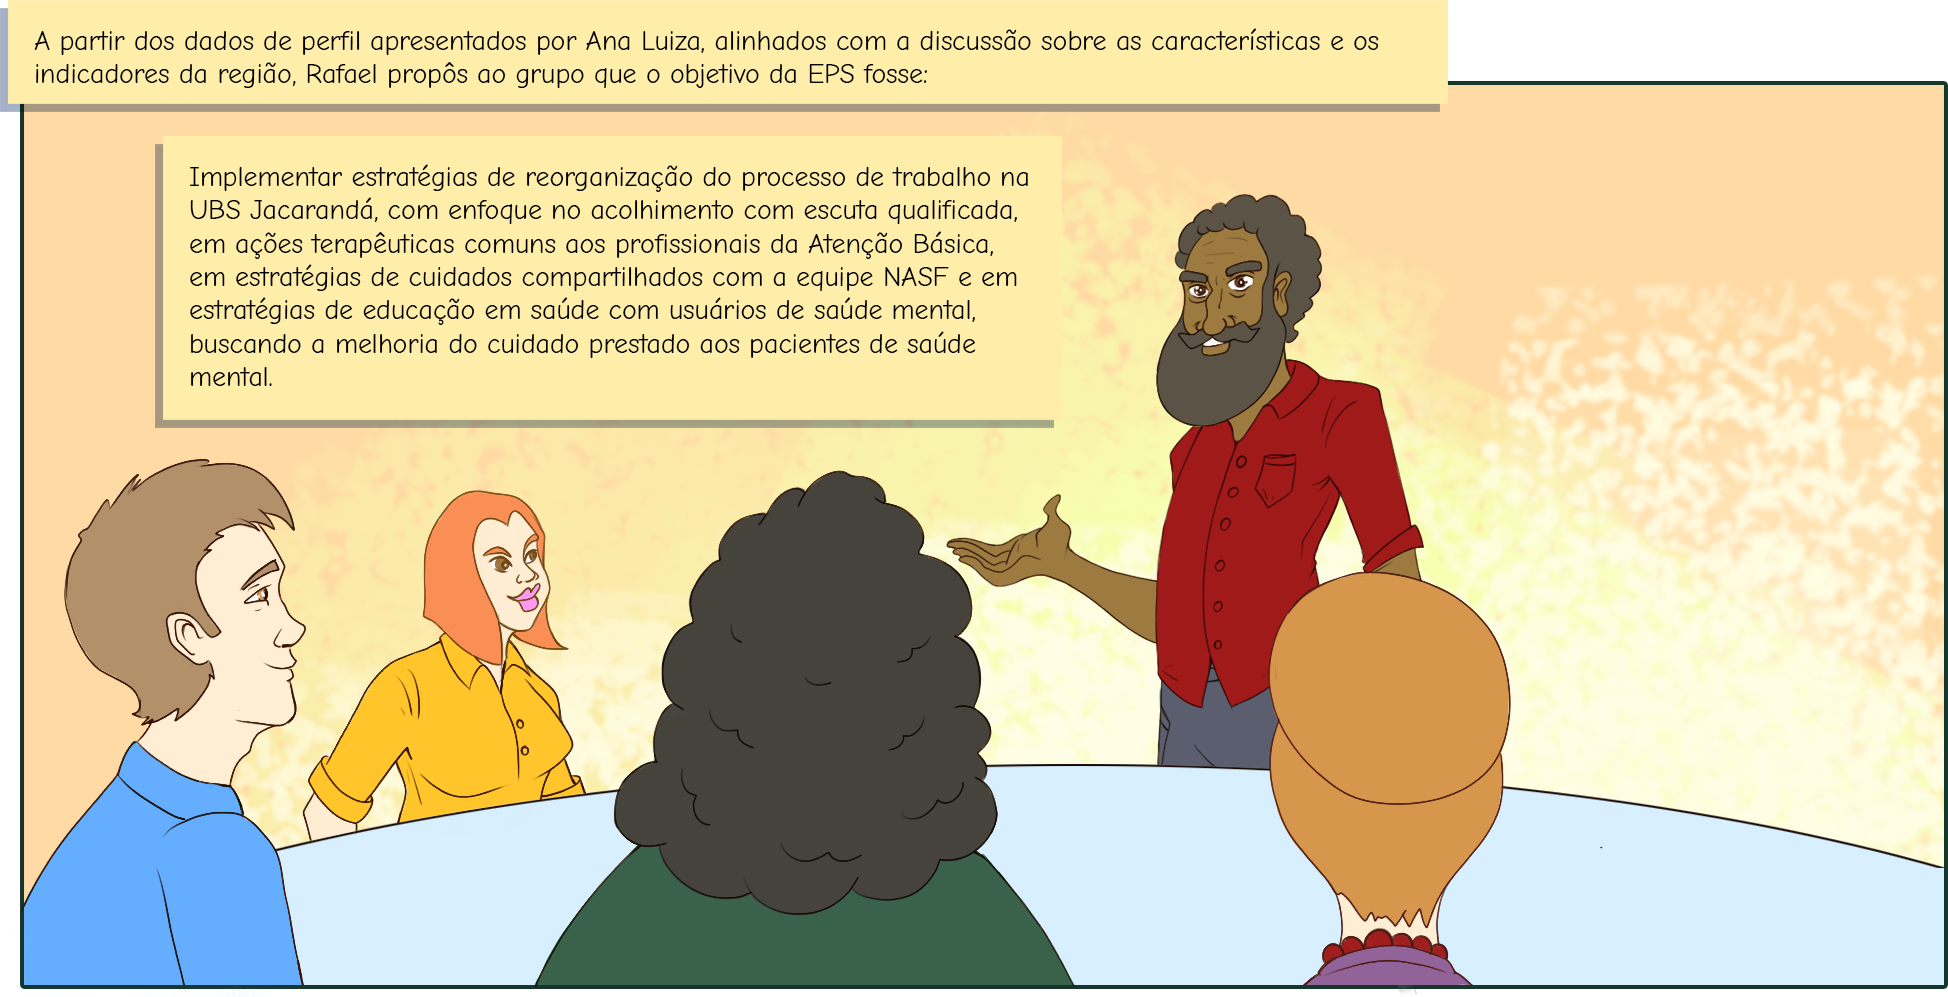 A partir dos dados de perfil apresentados por Ana Luiza, alinhados com a discussão sobre as características e os
indicadores da região, Rafael propôs ao grupo que o objetivo da EPS fosse:
Implementar estratégias de reorganização do processo de trabalho na
UBS Jacarandá, com enfoque no acolhimento com escuta qualificada,
em ações terapêuticas comuns aos profissionais da Atenção Básica,
em estratégias de cuidados compartilhados com a equipe NASF e em
estratégias de educação em saúde com usuários de saúde mental,
buscando a melhoria do cuidado prestado aos pacientes de saúde
mental.